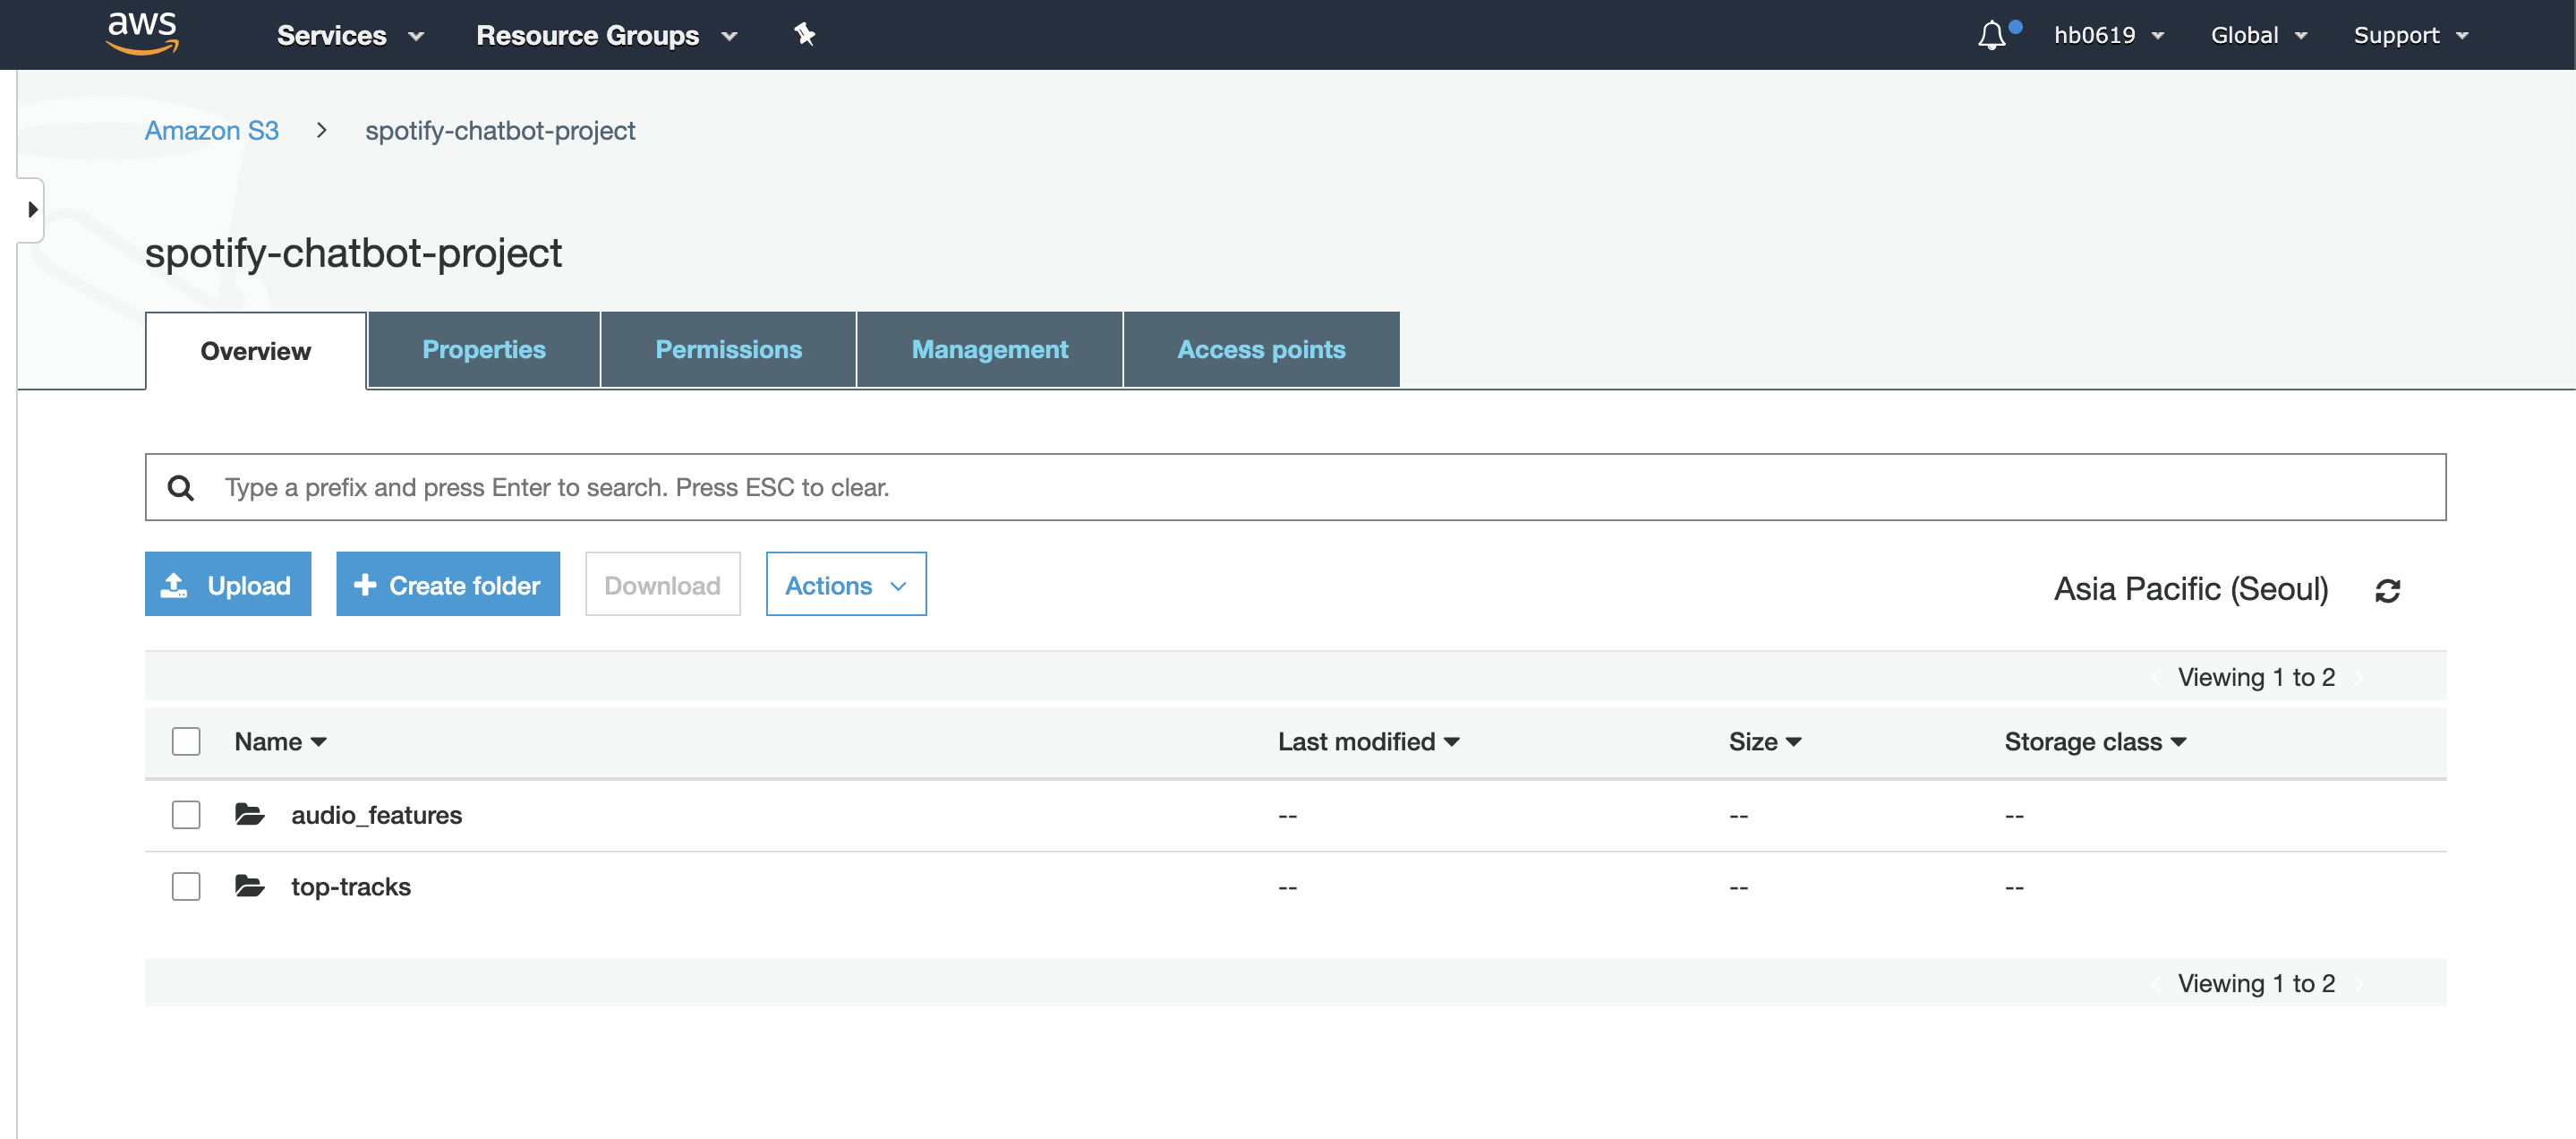 aws Services Resource Groups hb0619 Global Support
Amazon S3 > spotify-chatbot-project
spotify-chatbot-project
Overview Properties Permissions Management Access points
Type a prefix and press Enter to search. Press ESC to clear.
Upload Create folder Download Actions Asia Pacific (Seoul)
Viewing 1 to 2
Name Last modified Size Storage class
audio_features -- -- --
top-tracks -- -- --
Viewing 1 to 2